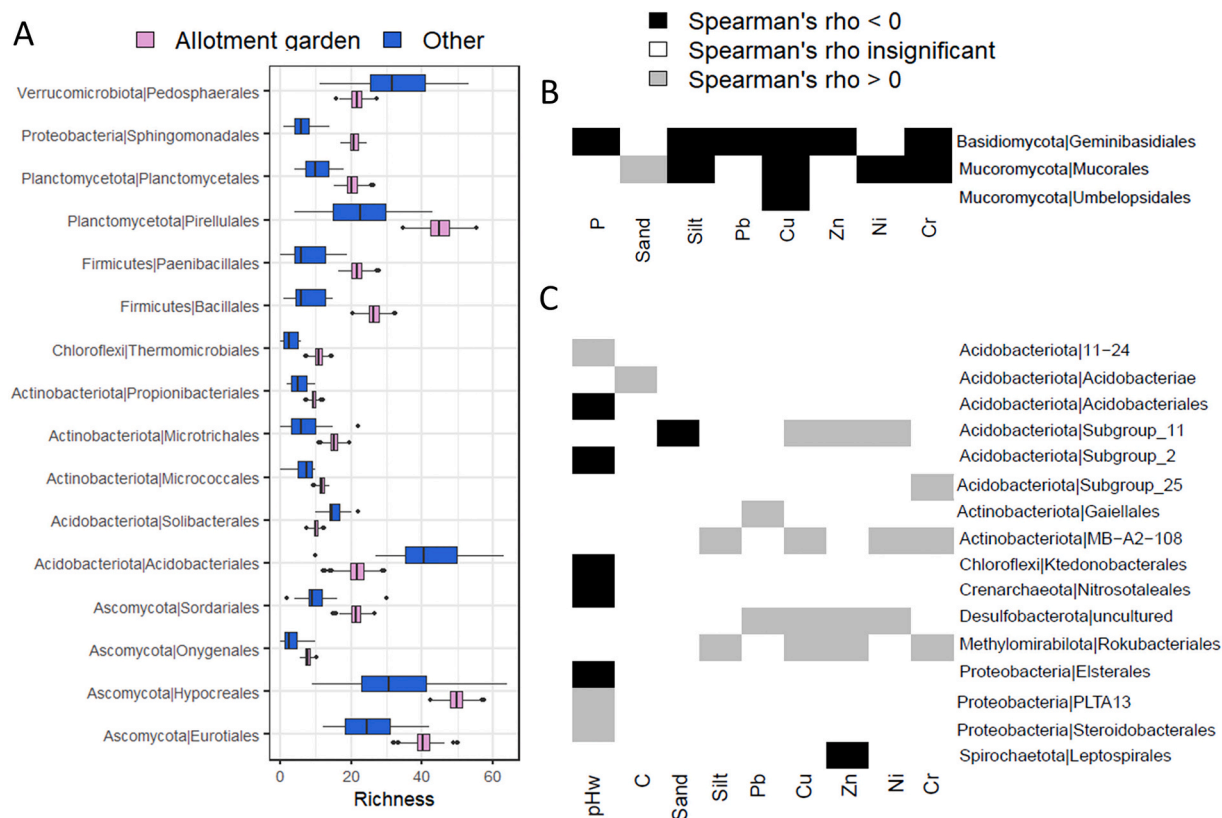 A
Allotment garden
Other
Verrucomicrobiota|Pedosphaerales
Proteobacteria|Sphingomonadales
Planctomycetota|Planctomycetales
Planctomycetota|Pirellulales
Firmicutes|Paenibacillales
Firmicutes|Bacillales
Chloroflexi|Thermomicrobiales
Actinobacteriota|Propionibacteriales
Actinobacteriota|Microtrichales
Actinobacteriota|Micrococcales
Acidobacteriota|Solibacterales
Acidobacteriota|Acidobacteriales
Ascomycota|Sordariales
Ascomycota|Onygenales
Ascomycota|Hypocreales
Ascomycota|Eurotiales
0 20 40 60
Richness
Spearman's rho < 0
Spearman's rho insignificant
Spearman's rho > 0
B
Basidiomycota|Geminibasidiales
Mucoromycota|Mucorales
Mucoromycota|Umbelopsidales
P Sand Silt Pb Cu Zn Ni Cr
C
Acidobacteriota|11−24
Acidobacteriota|Acidobacteriae
Acidobacteriota|Acidobacteriales
Acidobacteriota|Subgroup_11
Acidobacteriota|Subgroup_2
Acidobacteriota|Subgroup_25
Actinobacteriota|Gaiellales
Actinobacteriota|MB−A2−108
Chloroflexi|Ktedonobacterales
Crenarchaeota|Nitrosotaleales
Desulfobacterota|uncultured
Methylomirabilota|Rokubacteriales
Proteobacteria|Elsterales
Proteobacteria|PLTA13
Proteobacteria|Steroidobacterales
Spirochaetota|Leptospirales
pHw C Sand Silt Pb Cu Zn Ni Cr